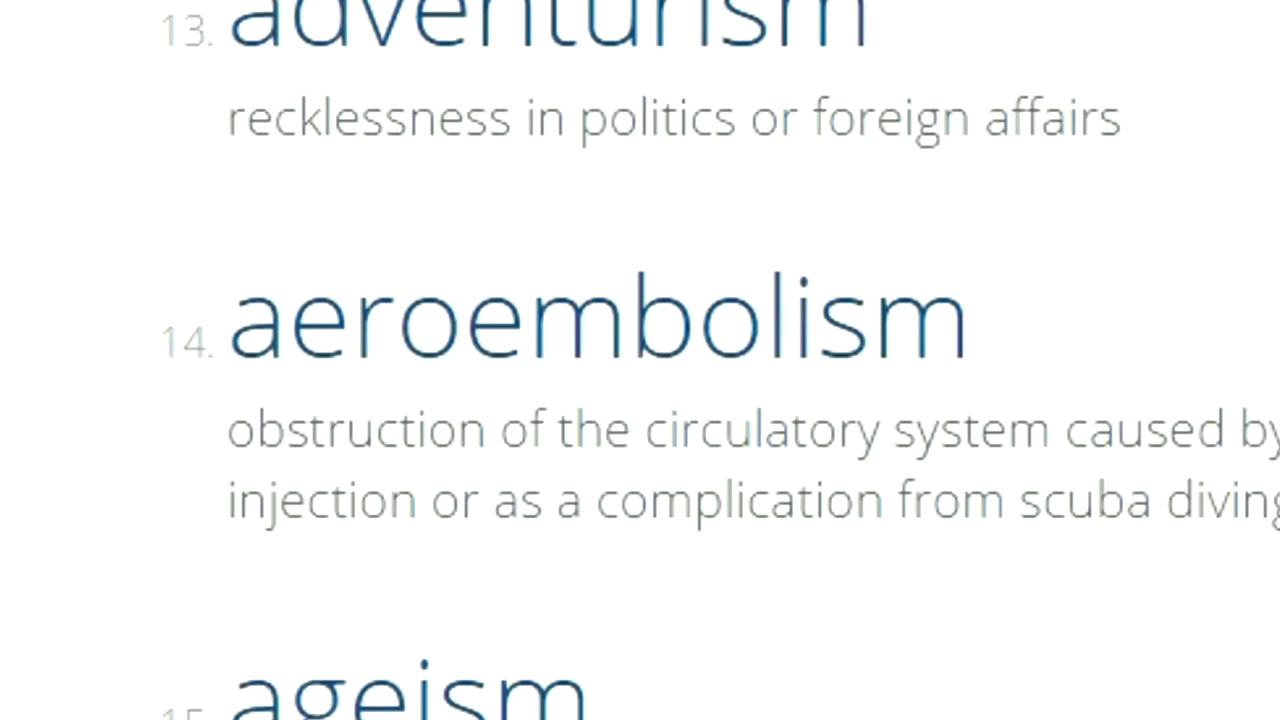 13. adventurism
recklessness in politics or foreign affairs
14. aeroembolism
obstruction of the circulatory system caused by
injection or as a complication from scuba diving
15. ageism